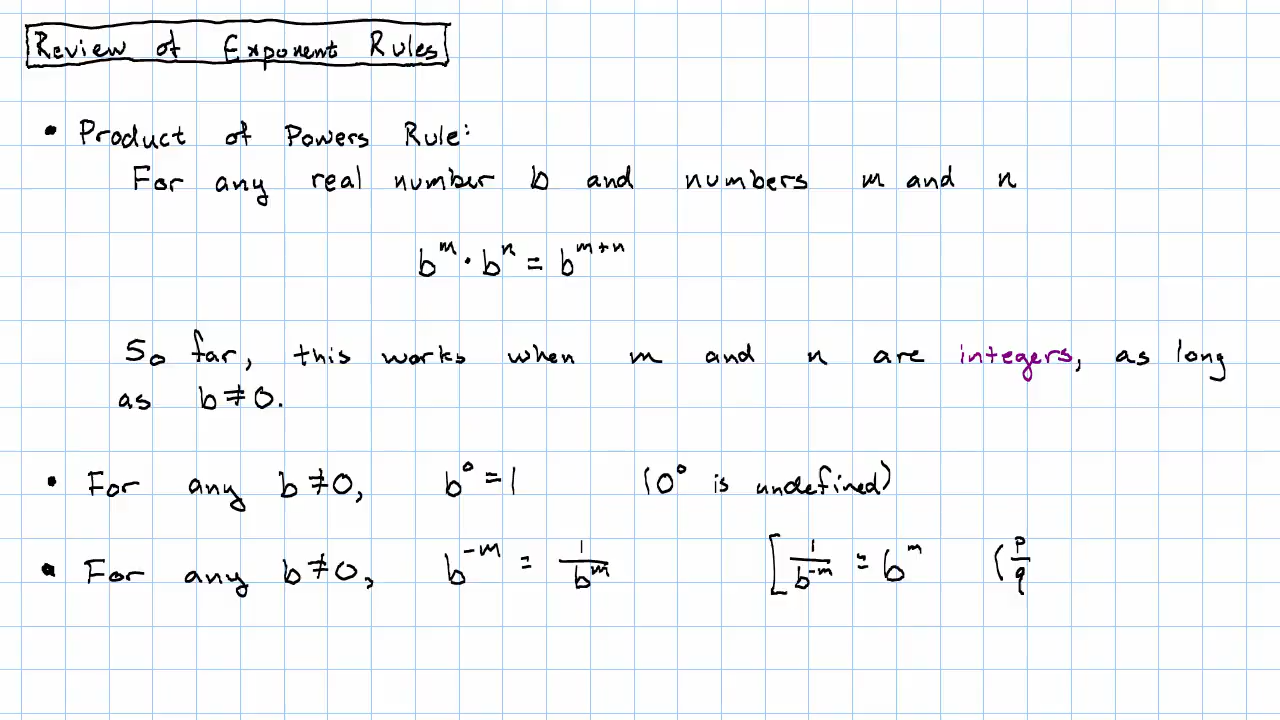 Review of Exponent Rules
• Product of Powers Rule:
For any real number b and numbers m and n
b^m · b^n = b^(m+n)
So far, this works when m and n are integers, as long
as b≠0.
• For any b≠0, b^0 = 1 (0^0 is undefined)
• For any b≠0, b^(-m) = 1/b^m [1/b^(-m) = b^m (p/q